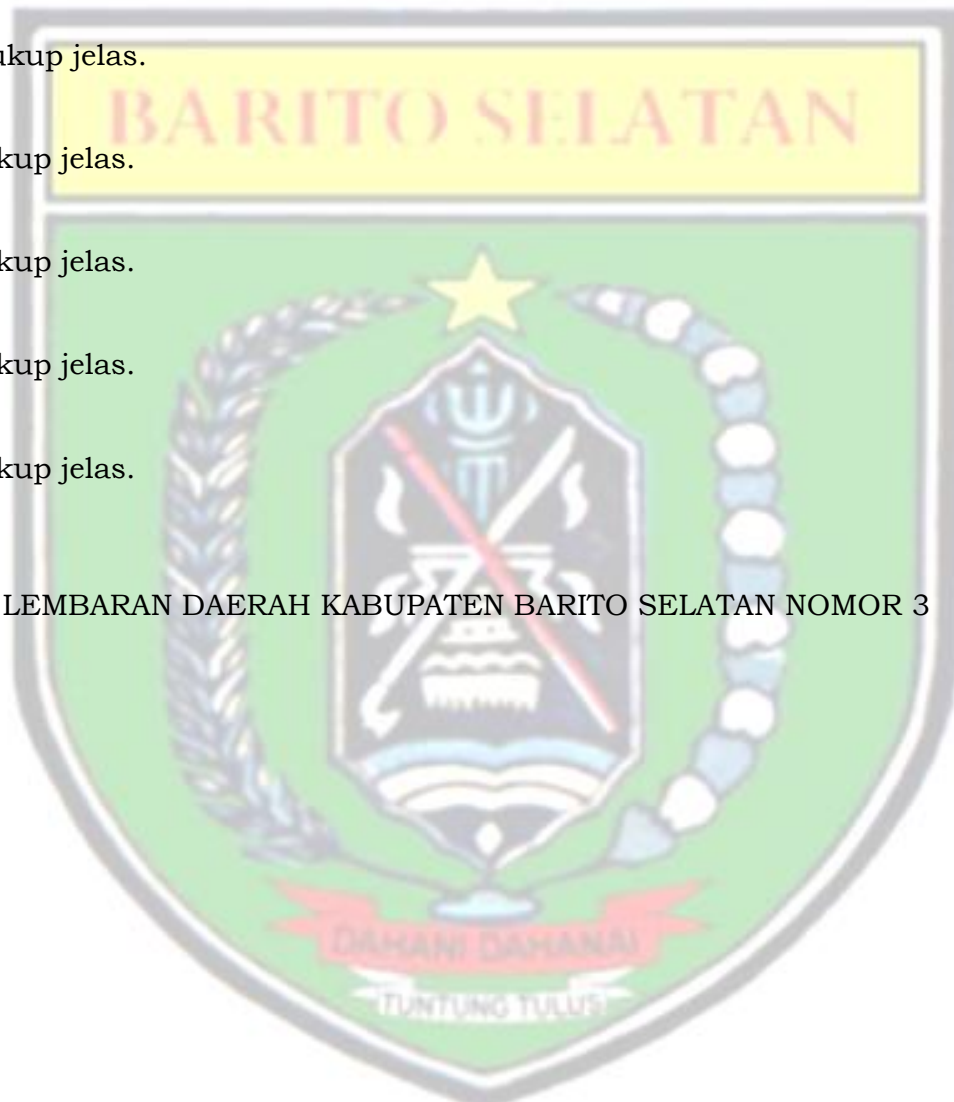 ukup jelas.
BARITO SELATAN
kup jelas.
kup jelas.
kup jelas.
kup jelas.
LEMBARAN DAERAH KABUPATEN BARITO SELATAN NOMOR 3
DAHANI DAHANAI
TUNTUNG TULUS